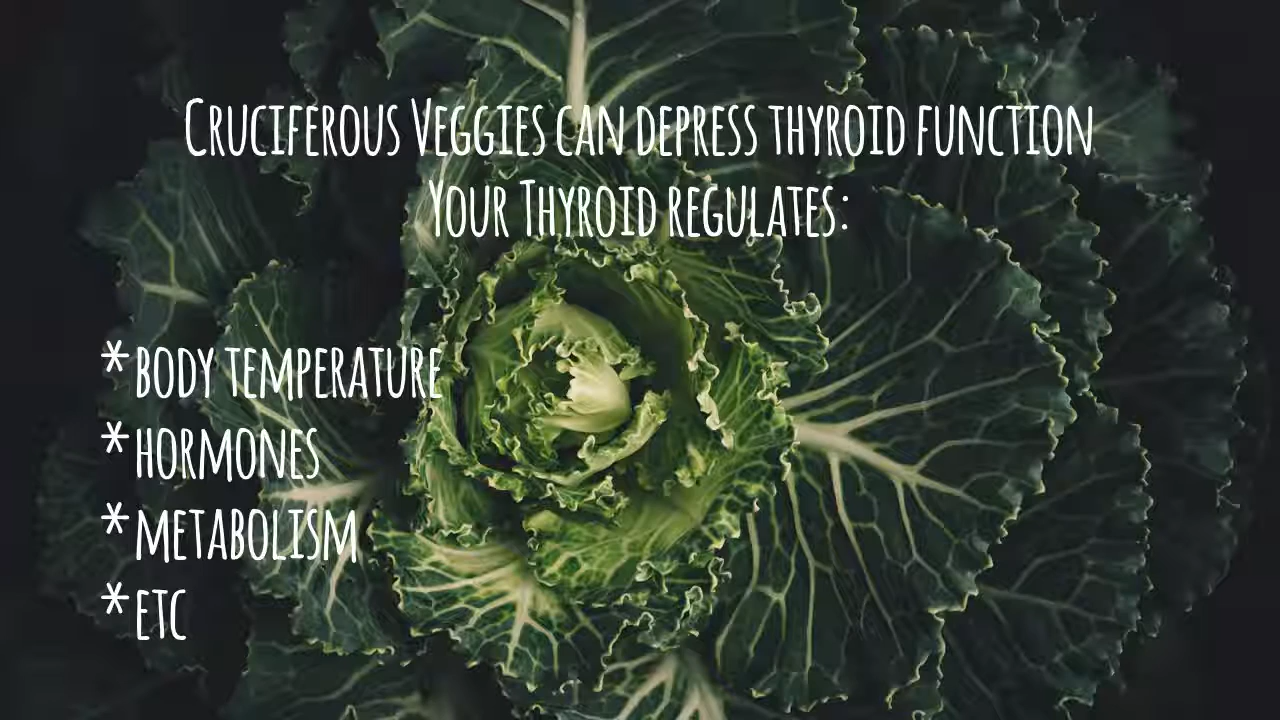 Cruciferous Veggies can depress thyroid function
Your Thyroid regulates:
*body temperature
*hormones
*metabolism
*etc